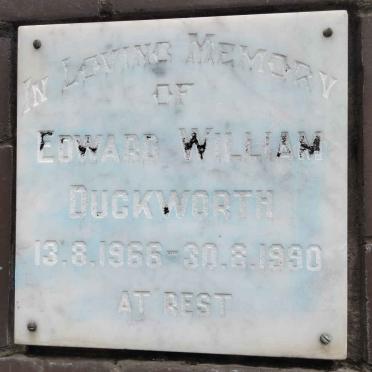 IN LOVING MEMORY
OF
EDWARD WILLIAM
DUCKWORTH
13.8.1966-30.6.1990
AT REST